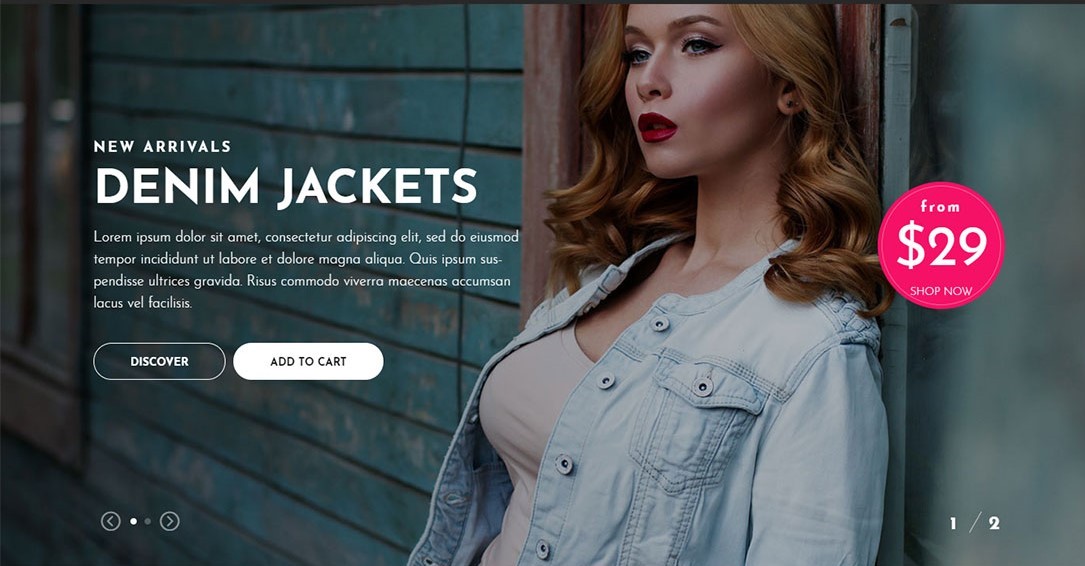 NEW ARRIVALS
DENIM JACKETS
Lorem ipsum dolor sit amet, consectetur adipiscing elit, sed do eiusmod
tempor incididunt ut labore et dolore magna aliqua. Quis ipsum sus-
pendisse ultrices gravida. Risus commodo viverra maecenas accumsan
lacus vel facilisis.
DISCOVER
ADD TO CART
from
$29
SHOP NOW
1 / 2